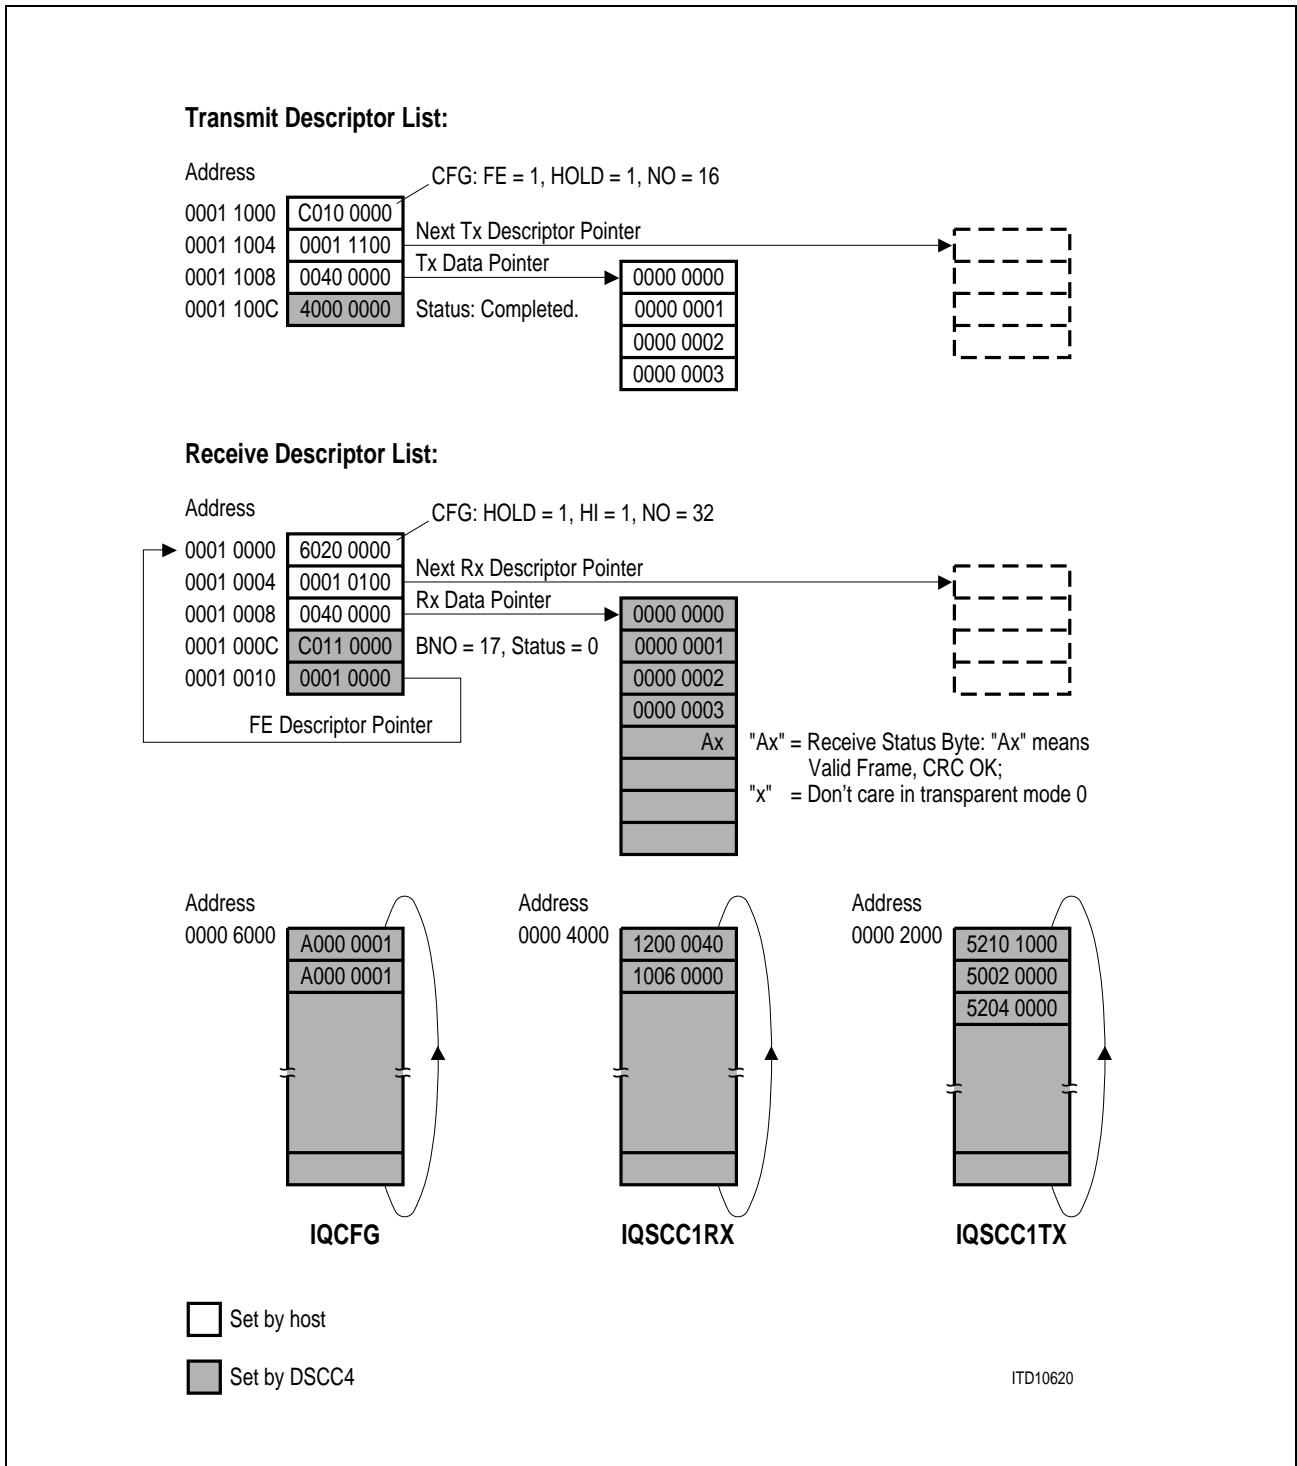 Transmit Descriptor List:
Address
CFG: FE = 1, HOLD = 1, NO = 16
0001 1000 C010 0000
0001 1004 0001 1100 Next Tx Descriptor Pointer
0001 1008 0040 0000 Tx Data Pointer 0000 0000
0001 100C 4000 0000 Status: Completed. 0000 0001
0000 0002
0000 0003
Receive Descriptor List:
Address
CFG: HOLD = 1, HI = 1, NO = 32
0001 0000 6020 0000
0001 0004 0001 0100 Next Rx Descriptor Pointer
0001 0008 0040 0000 Rx Data Pointer 0000 0000
0001 000C C011 0000 BNO = 17, Status = 0 0000 0001
0001 0010 0001 0000 0000 0002
0000 0003
FE Descriptor Pointer
Ax "Ax" = Receive Status Byte: "Ax" means
Valid Frame, CRC OK;
"x" = Don't care in transparent mode 0
Address Address Address
0000 6000 A000 0001 0000 4000 1200 0040 0000 2000 5210 1000
A000 0001 1006 0000 5002 0000
5204 0000
IQCFG IQSCC1RX IQSCC1TX
Set by host
Set by DSCC4
ITD10620